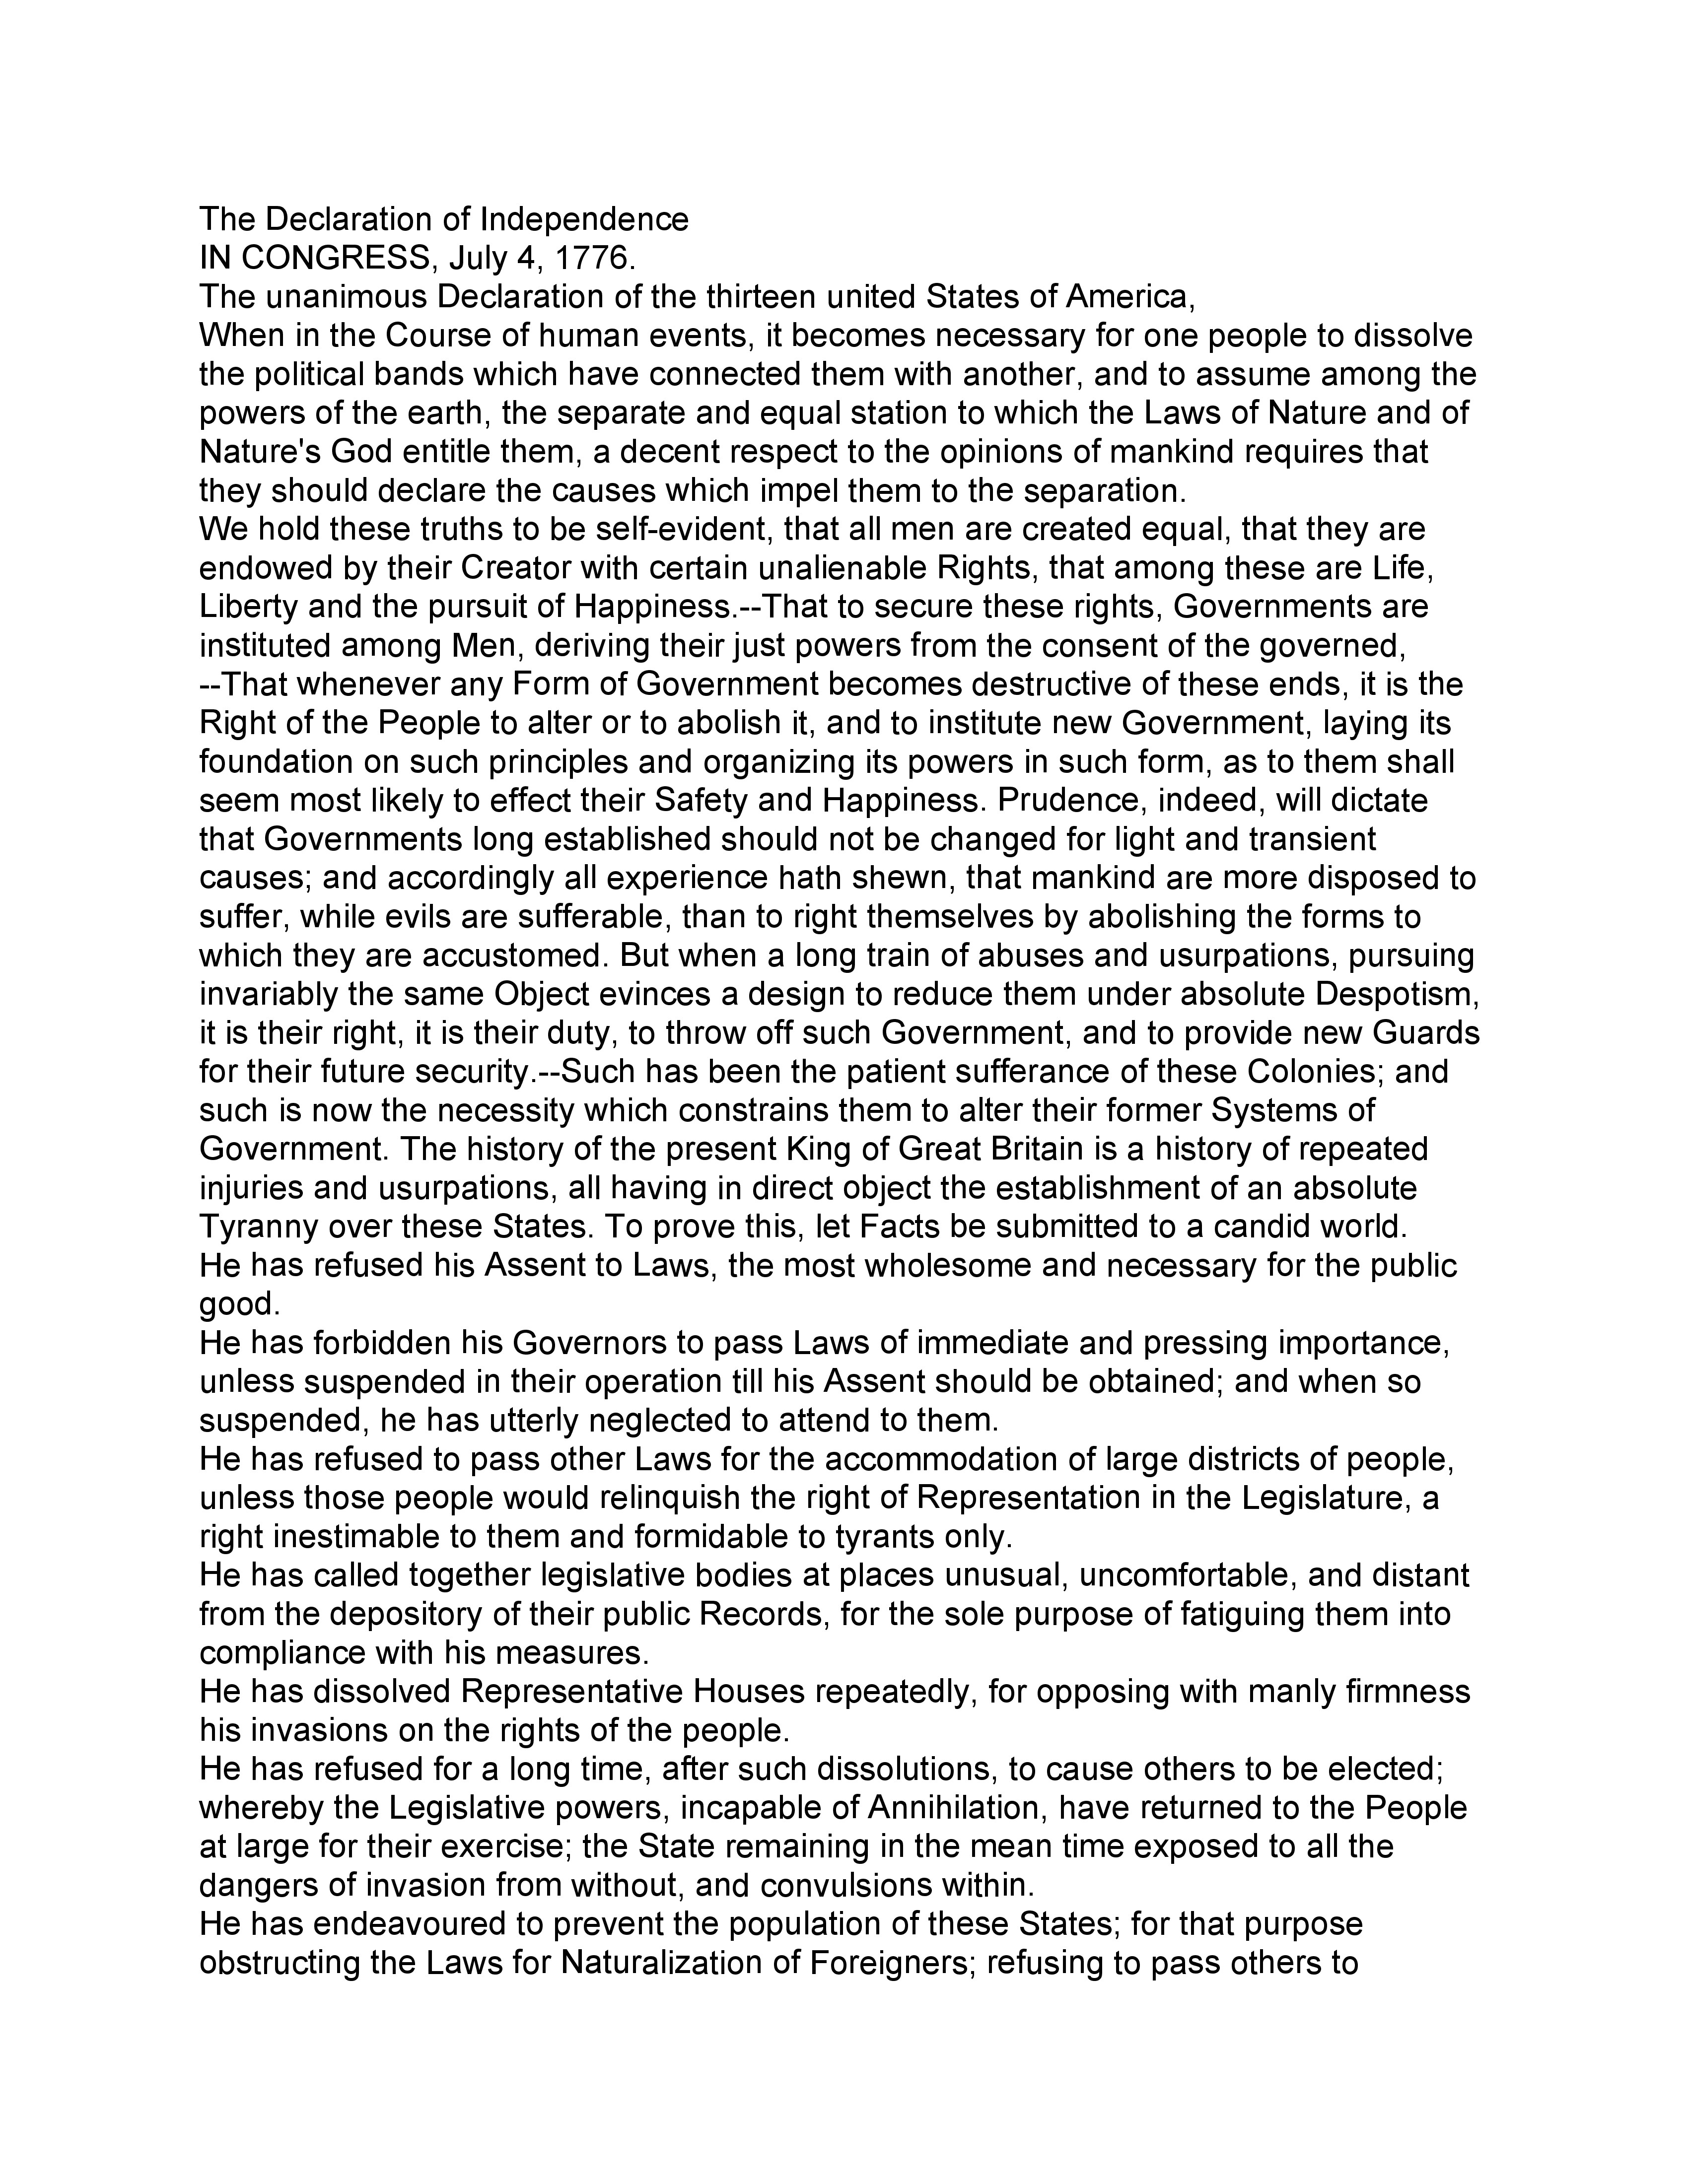 The Declaration of Independence
IN CONGRESS, July 4, 1776.
The unanimous Declaration of the thirteen united States of America,
When in the Course of human events, it becomes necessary for one people to dissolve
the political bands which have connected them with another, and to assume among the
powers of the earth, the separate and equal station to which the Laws of Nature and of
Nature's God entitle them, a decent respect to the opinions of mankind requires that
they should declare the causes which impel them to the separation.
We hold these truths to be self-evident, that all men are created equal, that they are
endowed by their Creator with certain unalienable Rights, that among these are Life,
Liberty and the pursuit of Happiness.--That to secure these rights, Governments are
instituted among Men, deriving their just powers from the consent of the governed,
--That whenever any Form of Government becomes destructive of these ends, it is the
Right of the People to alter or to abolish it, and to institute new Government, laying its
foundation on such principles and organizing its powers in such form, as to them shall
seem most likely to effect their Safety and Happiness. Prudence, indeed, will dictate
that Governments long established should not be changed for light and transient
causes; and accordingly all experience hath shewn, that mankind are more disposed to
suffer, while evils are sufferable, than to right themselves by abolishing the forms to
which they are accustomed. But when a long train of abuses and usurpations, pursuing
invariably the same Object evinces a design to reduce them under absolute Despotism,
it is their right, it is their duty, to throw off such Government, and to provide new Guards
for their future security.--Such has been the patient sufferance of these Colonies; and
such is now the necessity which constrains them to alter their former Systems of
Government. The history of the present King of Great Britain is a history of repeated
injuries and usurpations, all having in direct object the establishment of an absolute
Tyranny over these States. To prove this, let Facts be submitted to a candid world.
He has refused his Assent to Laws, the most wholesome and necessary for the public
good.
He has forbidden his Governors to pass Laws of immediate and pressing importance,
unless suspended in their operation till his Assent should be obtained; and when so
suspended, he has utterly neglected to attend to them.
He has refused to pass other Laws for the accommodation of large districts of people,
unless those people would relinquish the right of Representation in the Legislature, a
right inestimable to them and formidable to tyrants only.
He has called together legislative bodies at places unusual, uncomfortable, and distant
from the depository of their public Records, for the sole purpose of fatiguing them into
compliance with his measures.
He has dissolved Representative Houses repeatedly, for opposing with manly firmness
his invasions on the rights of the people.
He has refused for a long time, after such dissolutions, to cause others to be elected;
whereby the Legislative powers, incapable of Annihilation, have returned to the People
at large for their exercise; the State remaining in the mean time exposed to all the
dangers of invasion from without, and convulsions within.
He has endeavoured to prevent the population of these States; for that purpose
obstructing the Laws for Naturalization of Foreigners; refusing to pass others to